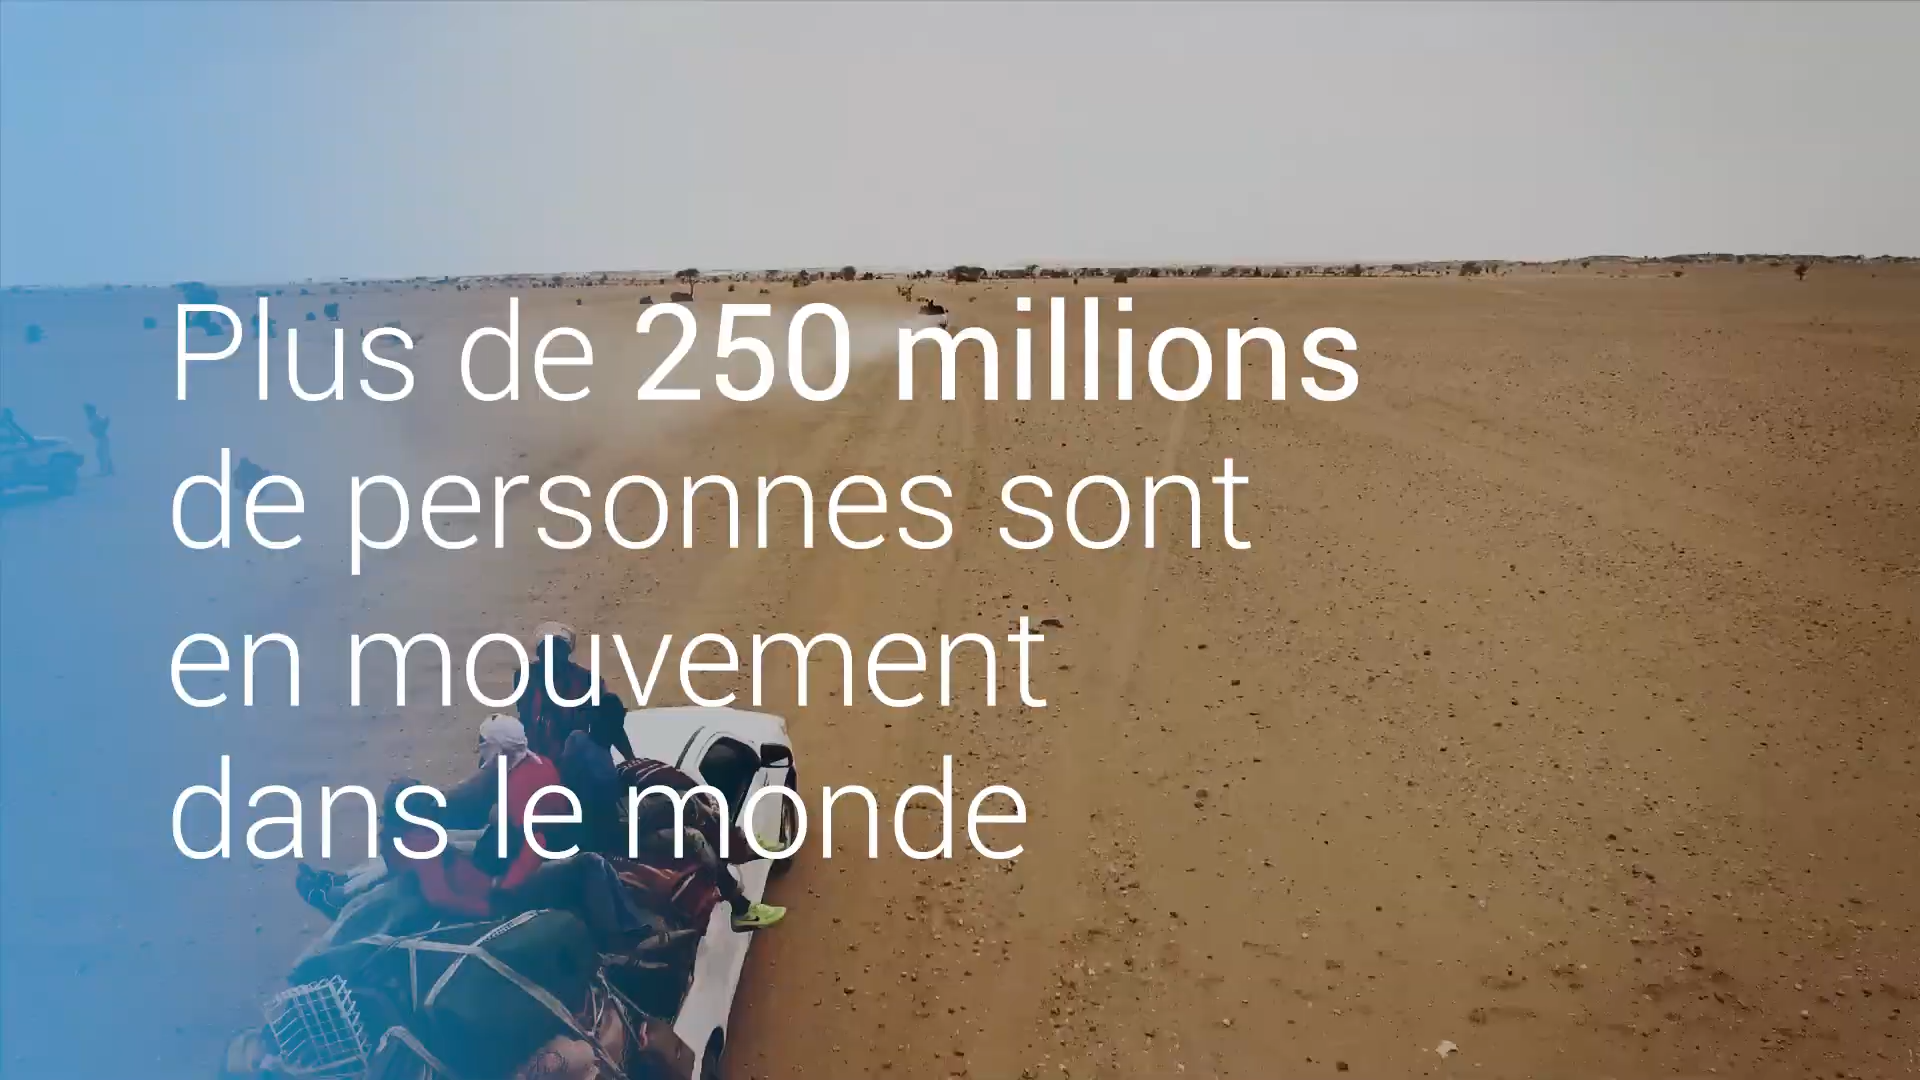 Plus de 250 millions
de personnes sont
en mouvement
dans le monde